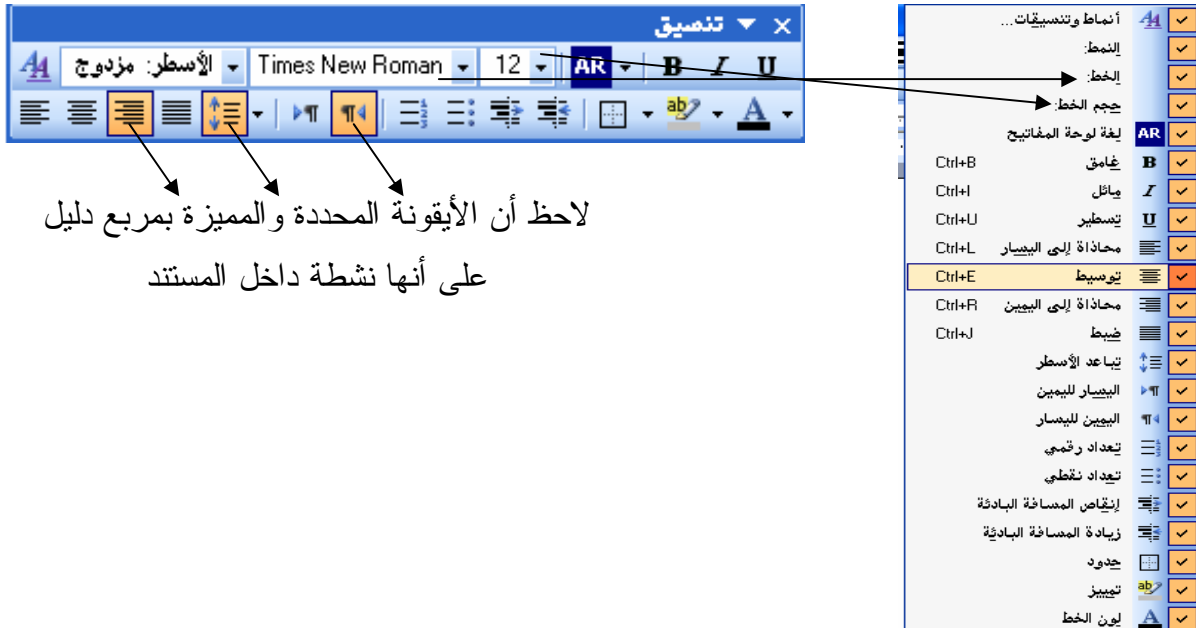 تنصيق
الأسطر: مزدوج Times New Roman 12 AR B I U
لاحظ أن الأيقونة المحددة والمميزة بمربع دليل
على أنها نشطة داخل المستند
أنماط وتنسيقات...
النمط:
الخط:
حجم الخط:
لغة لوحة المفاتيح AR
غامق Ctrl+B
مائل Ctrl+I
تسطير Ctrl+U
محاذاة إلى اليسار Ctrl+L
توسيط Ctrl+E
محاذاة إلى اليمين Ctrl+R
ضبط Ctrl+J
تباعد الأسطر
اليسار لليمين
اليمين لليسار
تعداد رقمي
تعداد نقطي
إنقاص المسافة البادئة
زيادة المسافة البادئة
حدود
تمييز
لون الخط